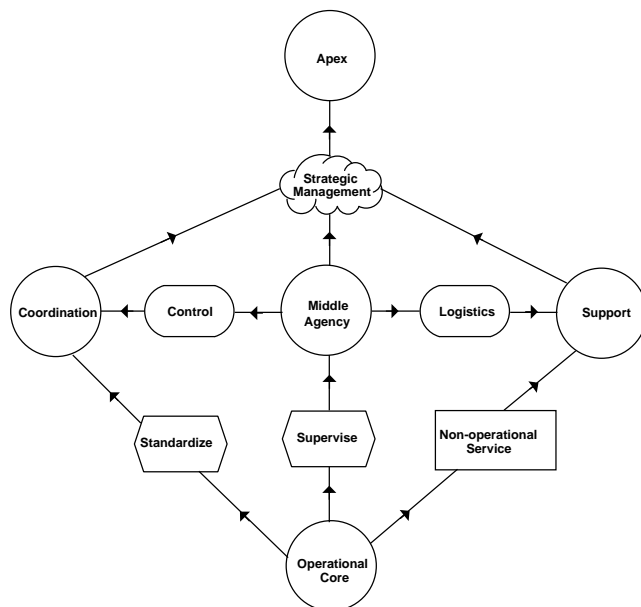 Apex
Strategic
Management
Coordination
Control
Middle
Agency
Logistics
Support
Standardize
Supervise
Non-operational
Service
Operational
Core